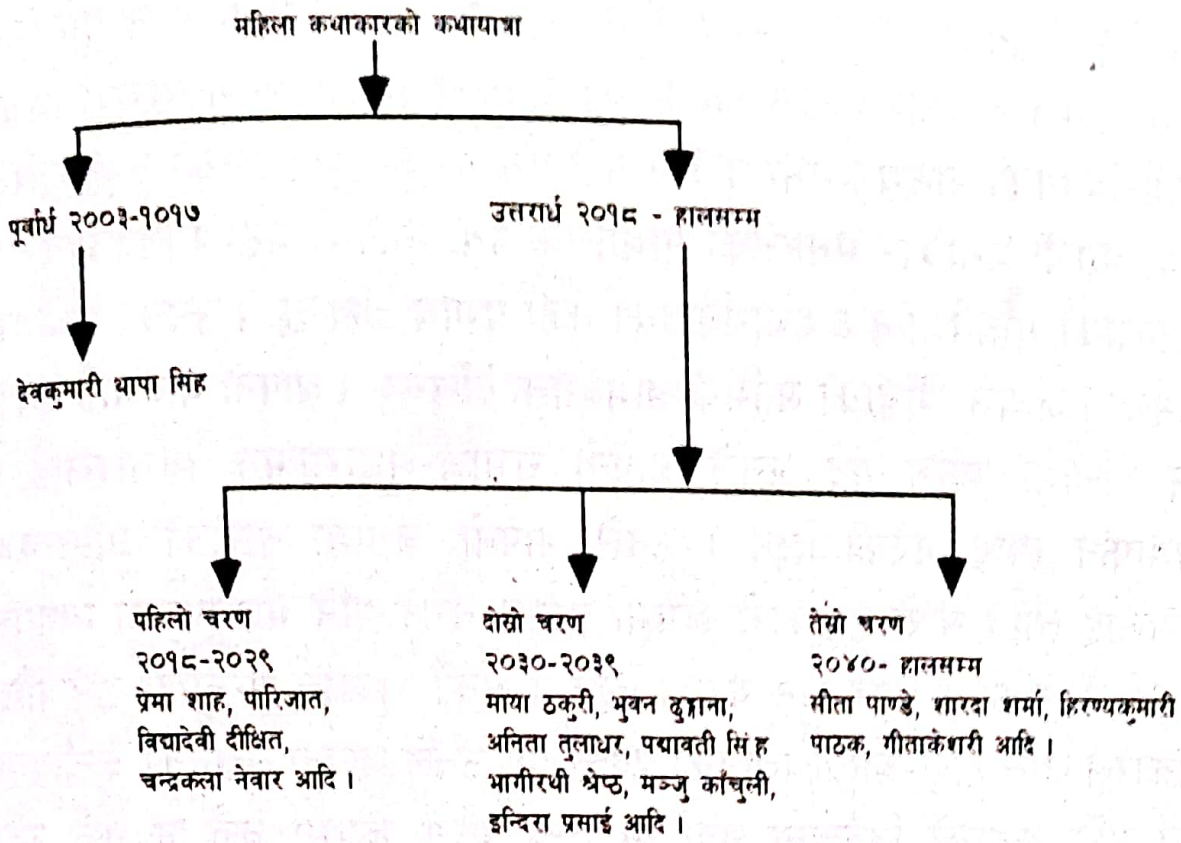 महिला कथाकारको कथायात्रा
पूर्वार्ध २००३-१०१७
उत्तरार्ध २०१८ - हालसम्म
देवकुमारी थापा सिंह
पहिलो चरण
२०१८-२०२९
प्रेमा शाह, पारिजात,
विद्यादेवी दीक्षित,
चन्द्रकला नेवार आदि ।
दोस्रो चरण
२०३०-२०३९
माया ठकुरी, भुवन ढुङ्गाना,
अनिता तुलाधर, पद्मावती सिंह
भागीरथी श्रेष्ठ, मञ्जु काँचुली,
इन्दिरा प्रसाई आदि ।
तेस्रो चरण
२०४०- हालसम्म
सीता पाण्डे, शारदा शर्मा, हिरण्यकुमारी
पाठक, गीताकेशरी आदि ।